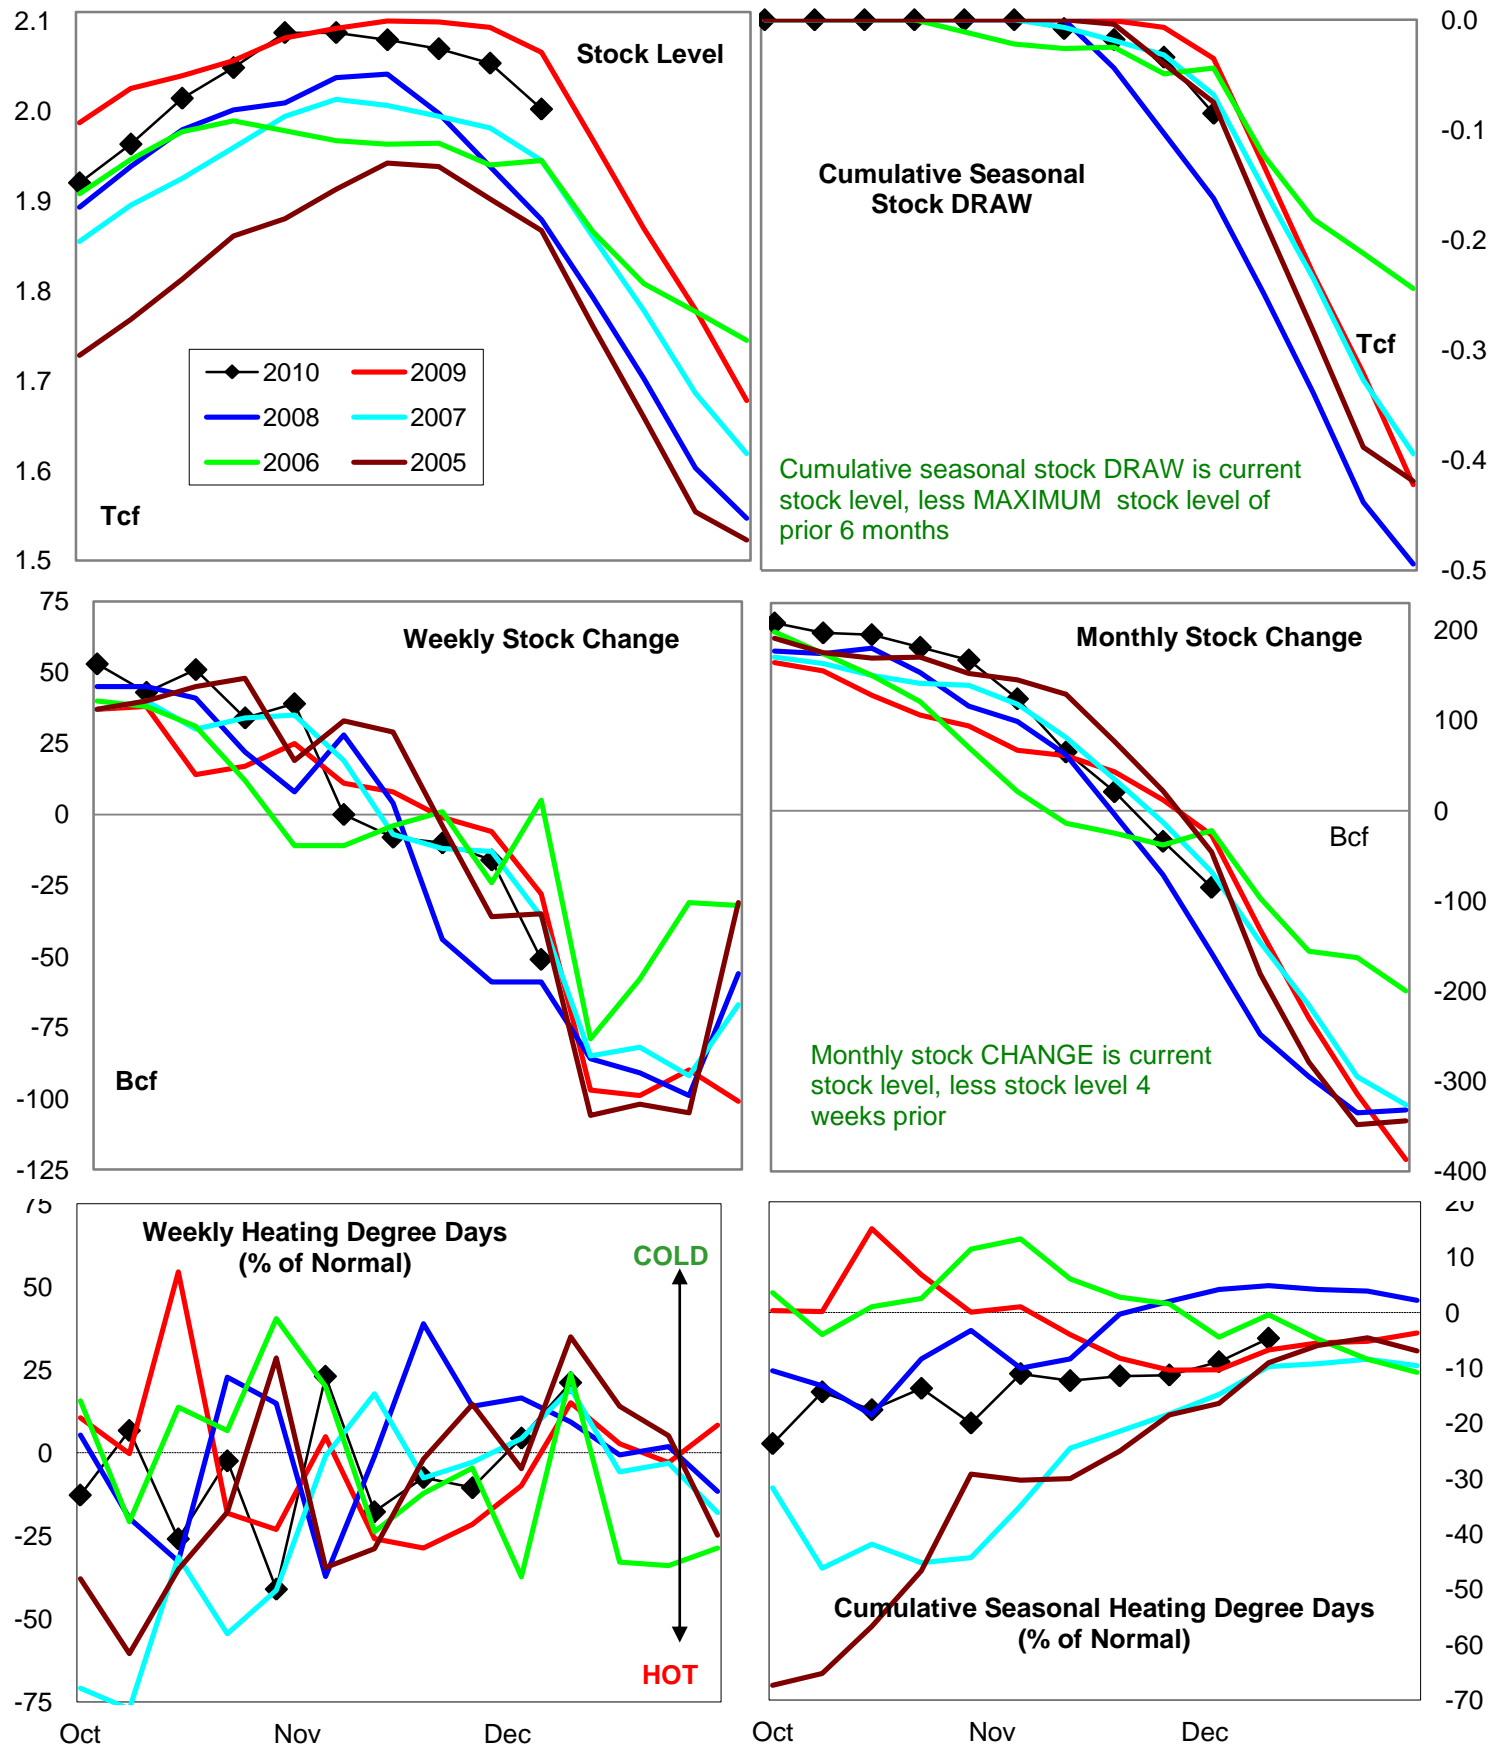 Stock Level
2.1
2.0
1.9
1.8
1.7
1.6
1.5
2010
2009
2008
2007
2006
2005
Tcf
Cumulative Seasonal
Stock DRAW
0.0
-0.1
-0.2
-0.3
-0.4
-0.5
Tcf
Cumulative seasonal stock DRAW is current
stock level, less MAXIMUM stock level of
prior 6 months
Weekly Stock Change
75
50
25
0
-25
-50
-75
-100
-125
Bcf
Monthly Stock Change
200
100
0
-100
-200
-300
-400
Bcf
Monthly stock CHANGE is current
stock level, less stock level 4
weeks prior
Weekly Heating Degree Days
(% of Normal)
75
50
25
0
-25
-50
-75
COLD
HOT
Oct
Nov
Dec
20
10
0
-10
-20
-30
-40
-50
-60
-70
Cumulative Seasonal Heating Degree Days
(% of Normal)
Oct
Nov
Dec